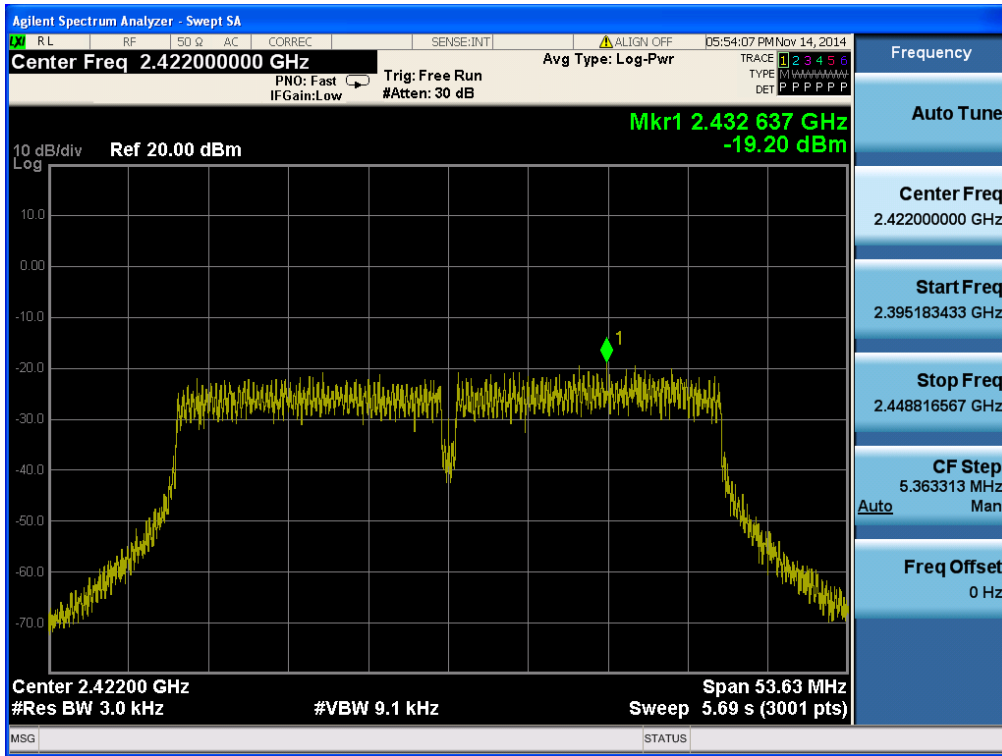 Agilent Spectrum Analyzer - Swept SA
LXI RL RF 50 Ω AC CORREC SENSE:INT ALIGN OFF 05:54:07 PM Nov 14, 2014
Center Freq 2.422000000 GHz
PNO: Fast
IFGain:Low
Trig: Free Run
#Atten: 30 dB
Avg Type: Log-Pwr
TRACE 1 2 3 4 5 6
TYPE M WWWWW
DET P P P P P P
Mkr1 2.432 637 GHz
-19.20 dBm
10 dB/div Ref 20.00 dBm
Log
10.0
0.00
-10.0
1
-20.0
-30.0
-40.0
-50.0
-60.0
-70.0
Center 2.42200 GHz Span 53.63 MHz
#Res BW 3.0 kHz #VBW 9.1 kHz Sweep 5.69 s (3001 pts)
MSG STATUS
Frequency
Auto Tune
Center Freq
2.422000000 GHz
Start Freq
2.395183433 GHz
Stop Freq
2.448816567 GHz
CF Step
5.363313 MHz
Auto Man
Freq Offset
0 Hz